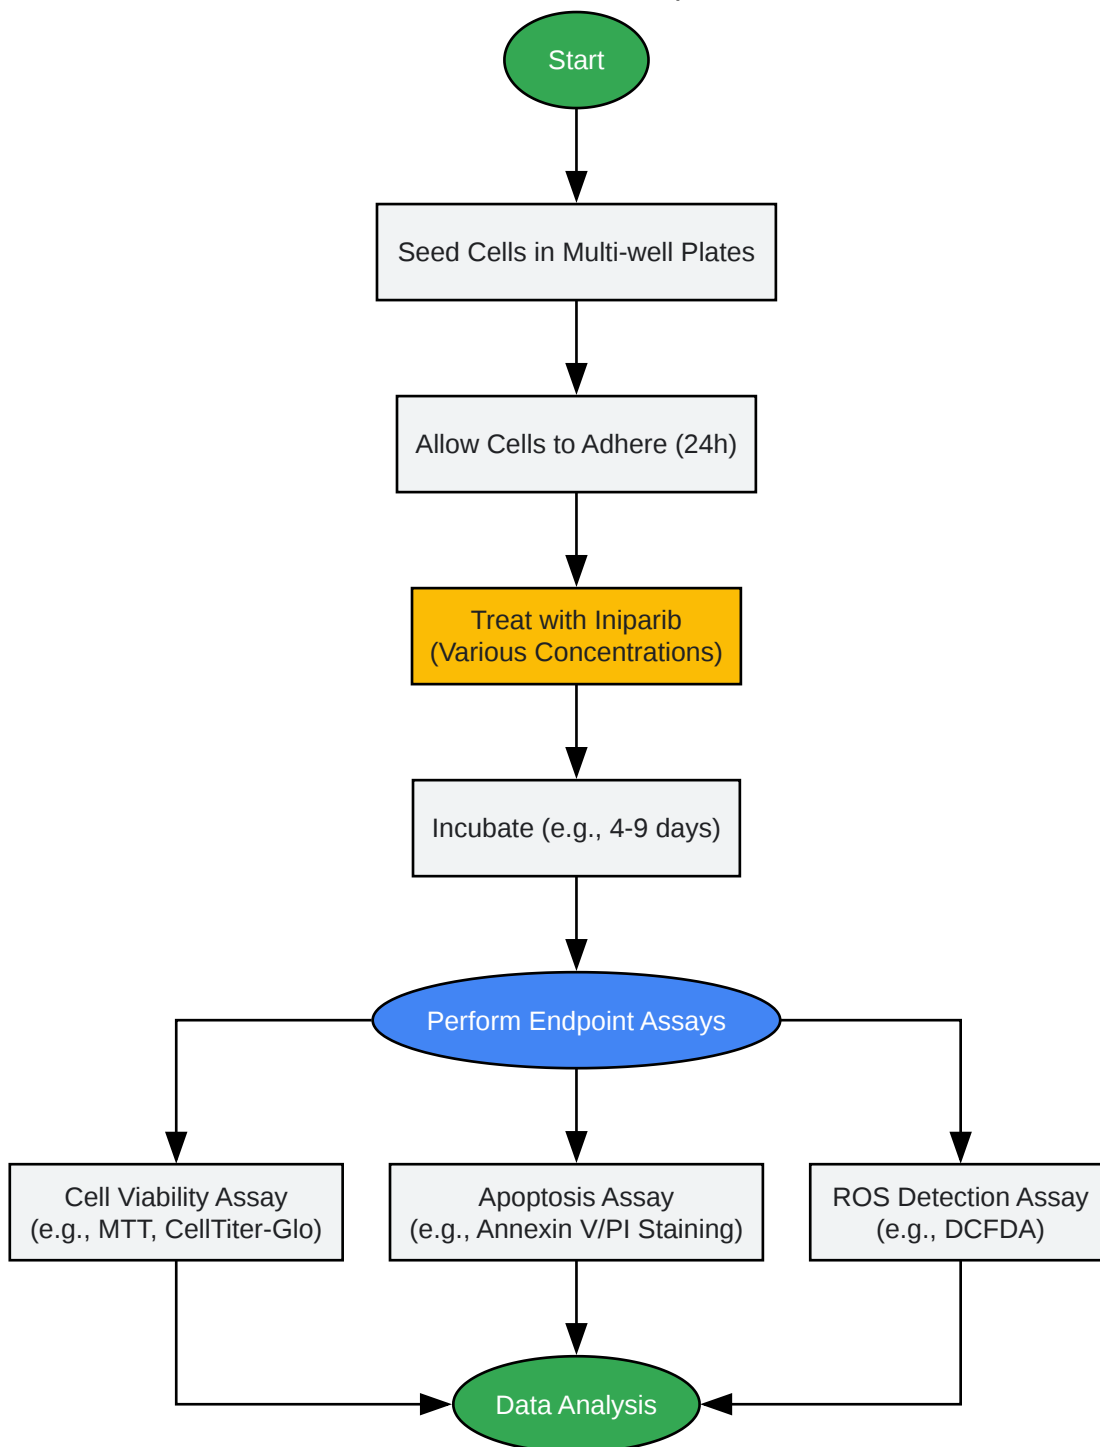 Start
Seed Cells in Multi-well Plates
Allow Cells to Adhere (24h)
Treat with Iniparib
(Various Concentrations)
Incubate (e.g., 4-9 days)
Perform Endpoint Assays
Cell Viability Assay
(e.g., MTT, CellTiter-Glo)
Apoptosis Assay
(e.g., Annexin V/PI Staining)
ROS Detection Assay
(e.g., DCFDA)
Data Analysis